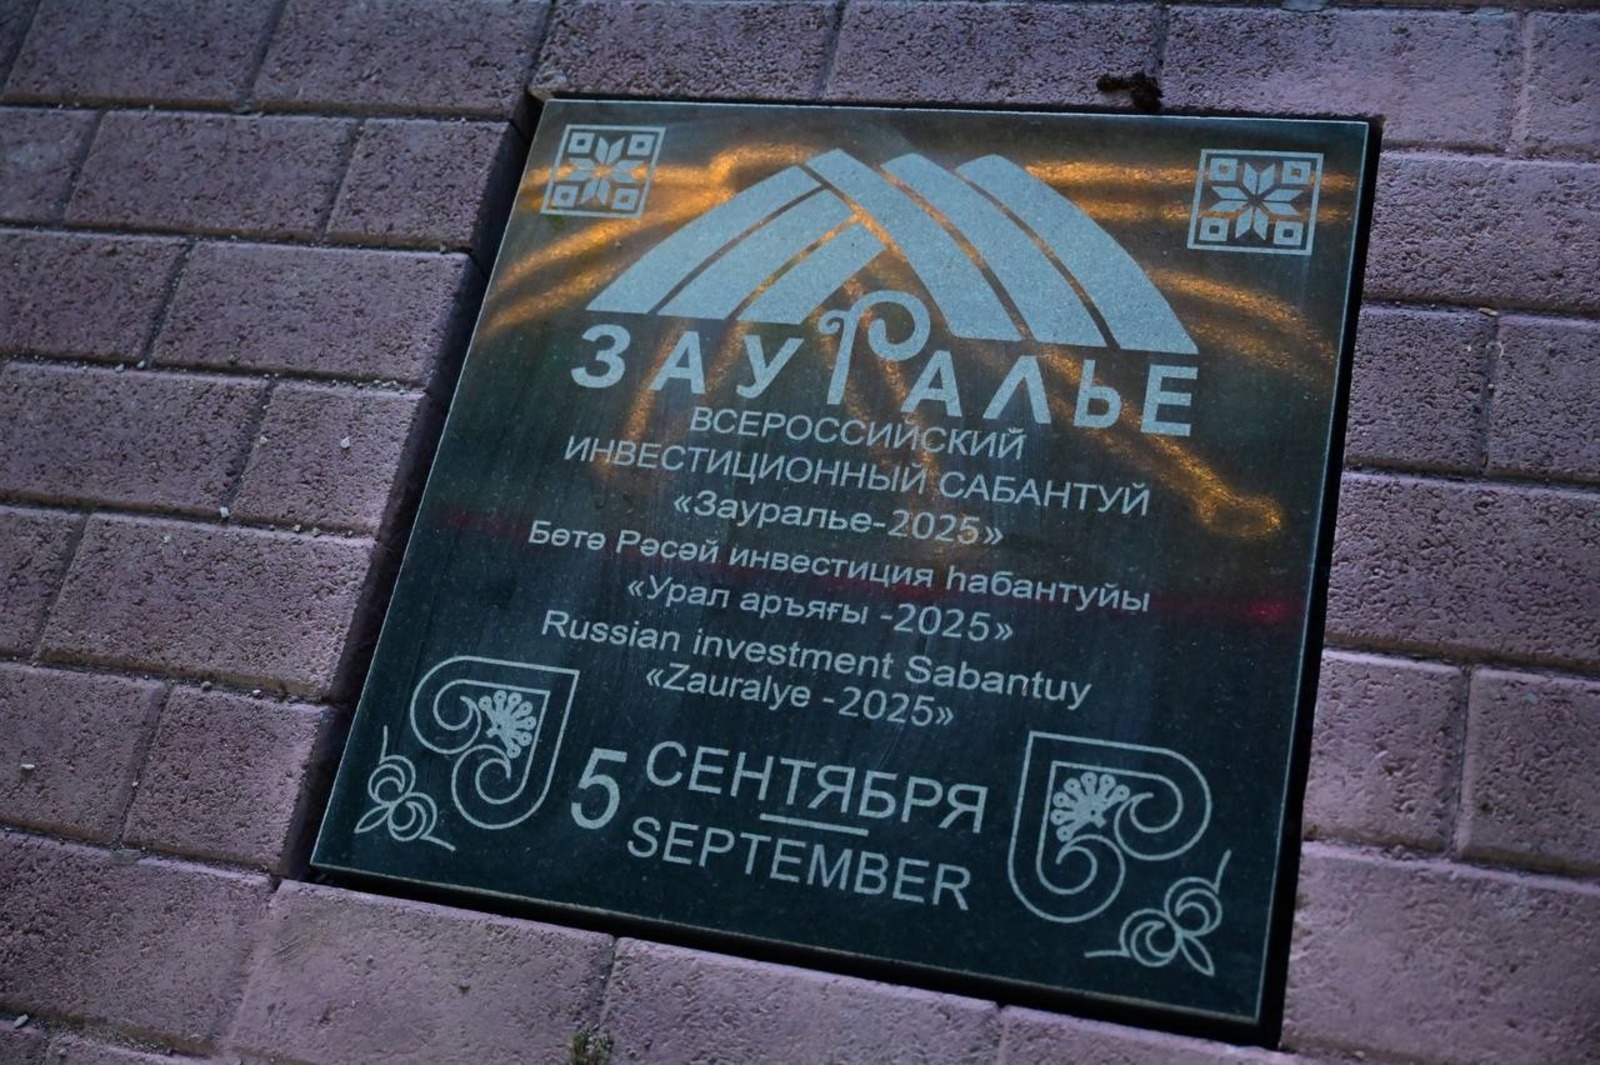 ЗАУРАЛЬЕ
ВСЕРОССИЙСКИЙ
ИНВЕСТИЦИОННЫЙ САБАНТУЙ
«Зауралье-2025»
Бөтә Рәсәй инвестиция һабантуйы
«Урал аръяғы -2025»
Russian investment Sabantuy
«Zauralye -2025»
5 СЕНТЯБРЯ
SEPTEMBER